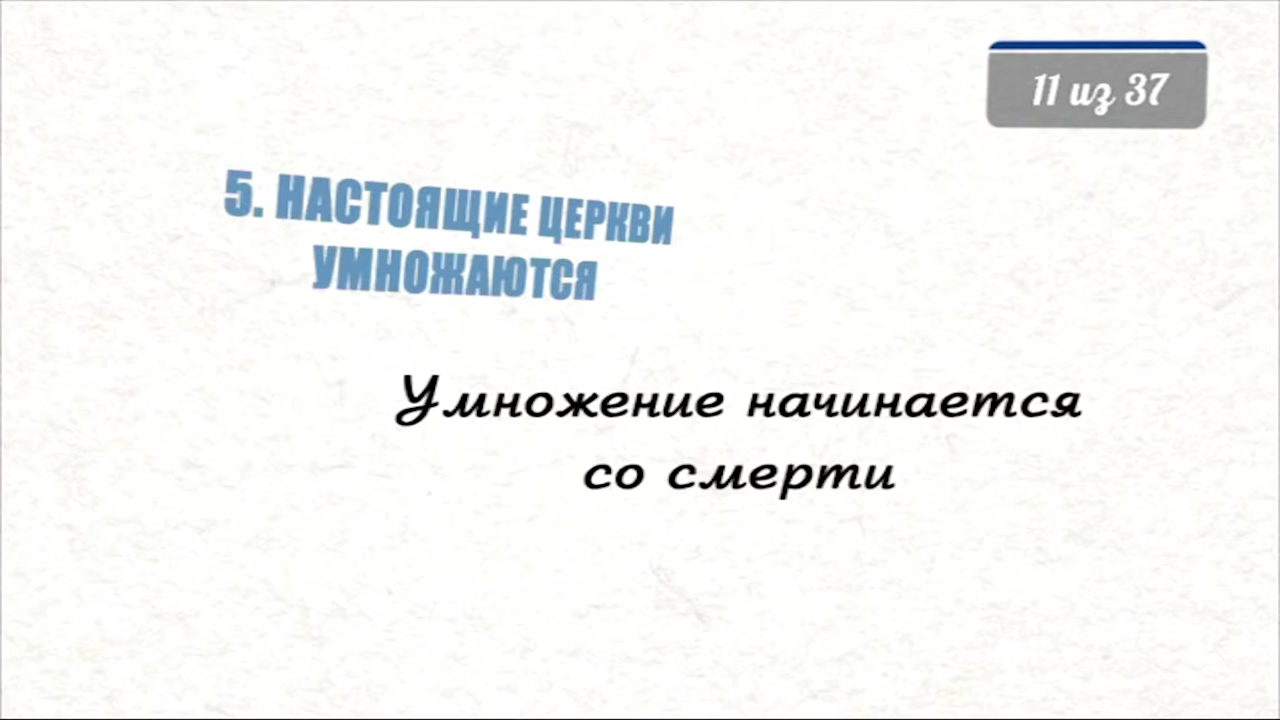 11 из 37
5. НАСТОЯЩИЕ ЦЕРКВИ
УМНОЖАЮТСЯ
Умножение начинается
со смерти